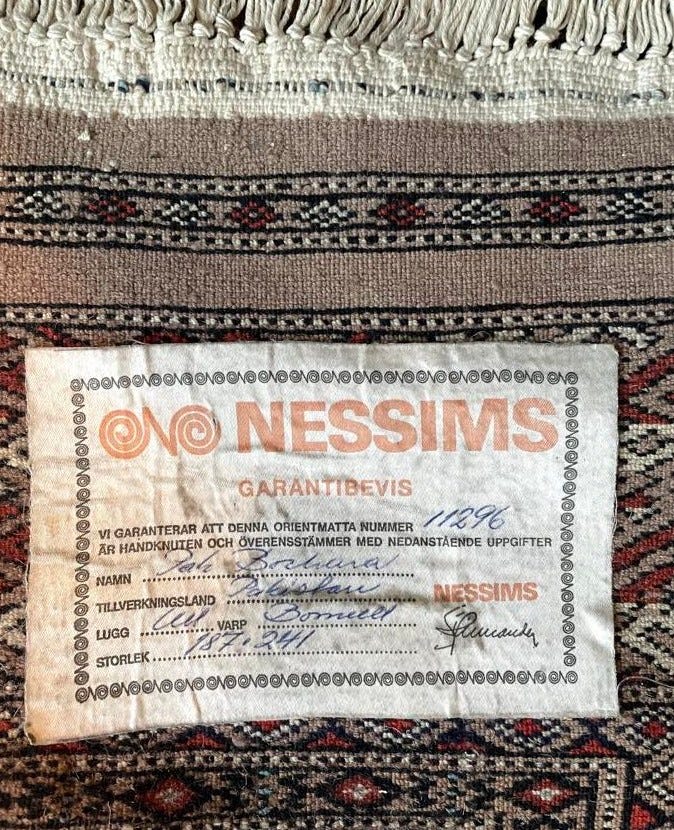 NESSIMS
GARANTIBEVIS
VI GARANTERAR ATT DENNA ORIENTMATTA NUMMER 11296
ÄR HANDKNUTEN OCH ÖVERENSSTÄMMER MED NEDANSTÅENDE UPPGIFTER
NAMN Pak Bochara
TILLVERKNINGSLAND Pakistan
NESSIMS
LUGG Ull VARP Bomull
STORLEK 187.241